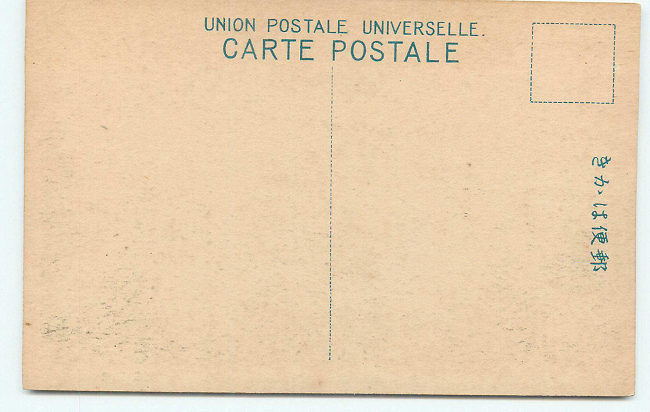 UNION POSTALE UNIVERSELLE.
CARTE POSTALE
きかは便郵